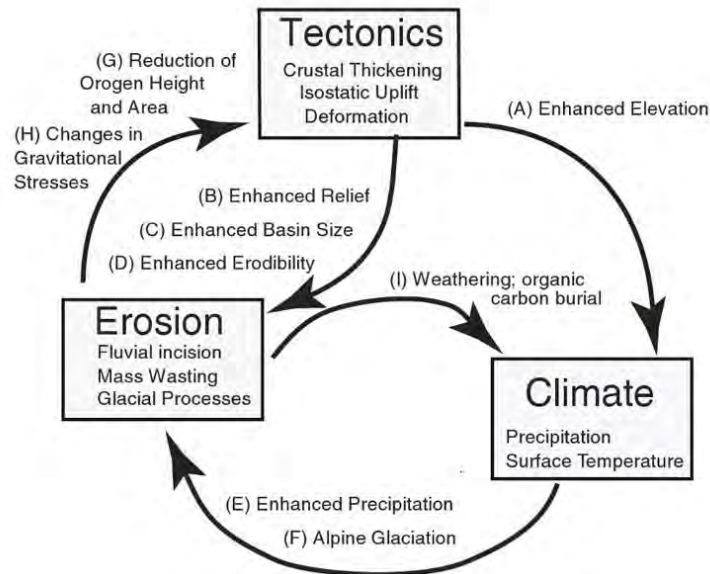 Tectonics
Crustal Thickening
Isostatic Uplift
Deformation
(G) Reduction of
Orogen Height
and Area
(H) Changes in
Gravitational
Stresses
(A) Enhanced Elevation
(B) Enhanced Relief
(C) Enhanced Basin Size
(D) Enhanced Erodibility
(I) Weathering; organic
carbon burial
Erosion
Fluvial incision
Mass Wasting
Glacial Processes
Climate
Precipitation
Surface Temperature
(E) Enhanced Precipitation
(F) Alpine Glaciation